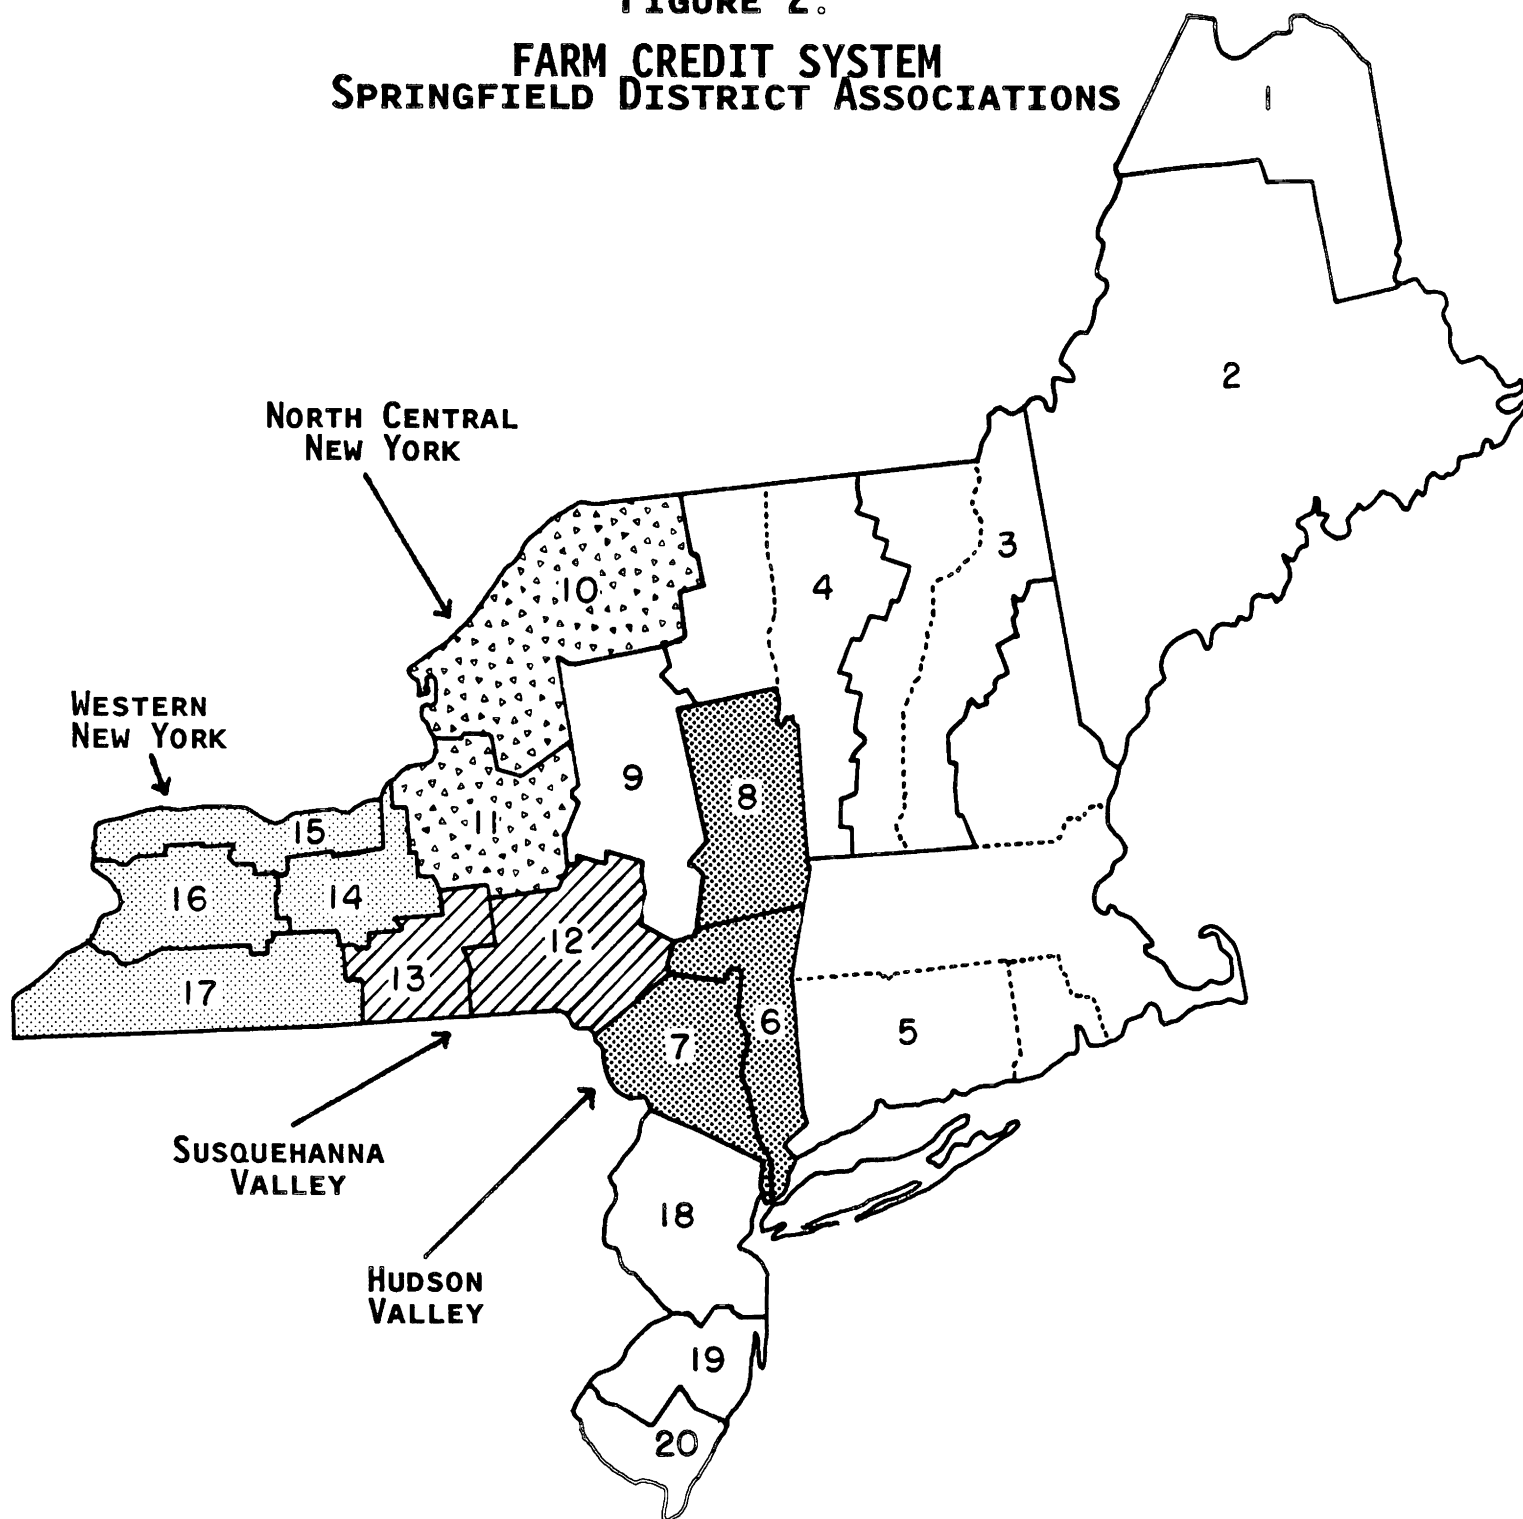 FIGURE 2.
FARM CREDIT SYSTEM
SPRINGFIELD DISTRICT ASSOCIATIONS
1
2
NORTH CENTRAL
NEW YORK
3
10
4
WESTERN
NEW YORK
9
8
15
11
16
14
12
13
17
6
7
5
SUSQUEHANNA
VALLEY
18
HUDSON
VALLEY
19
20